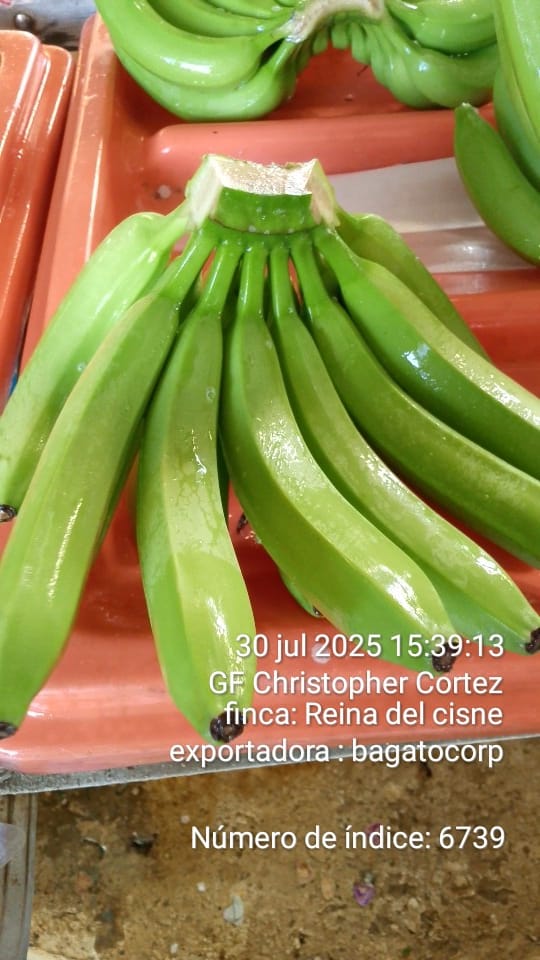 30 jul 2025 15:39:13
GF Christopher Cortez
finca: Reina del cisne
exportadora : bagatocorp
Número de índice: 6739